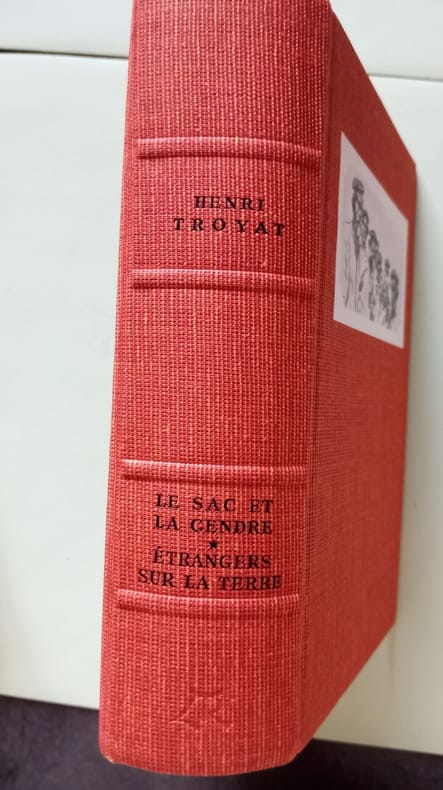 HENRI
TROYAT
LE SAC ET
LA CENDRE
★
ÉTRANGERS
SUR LA TERRE